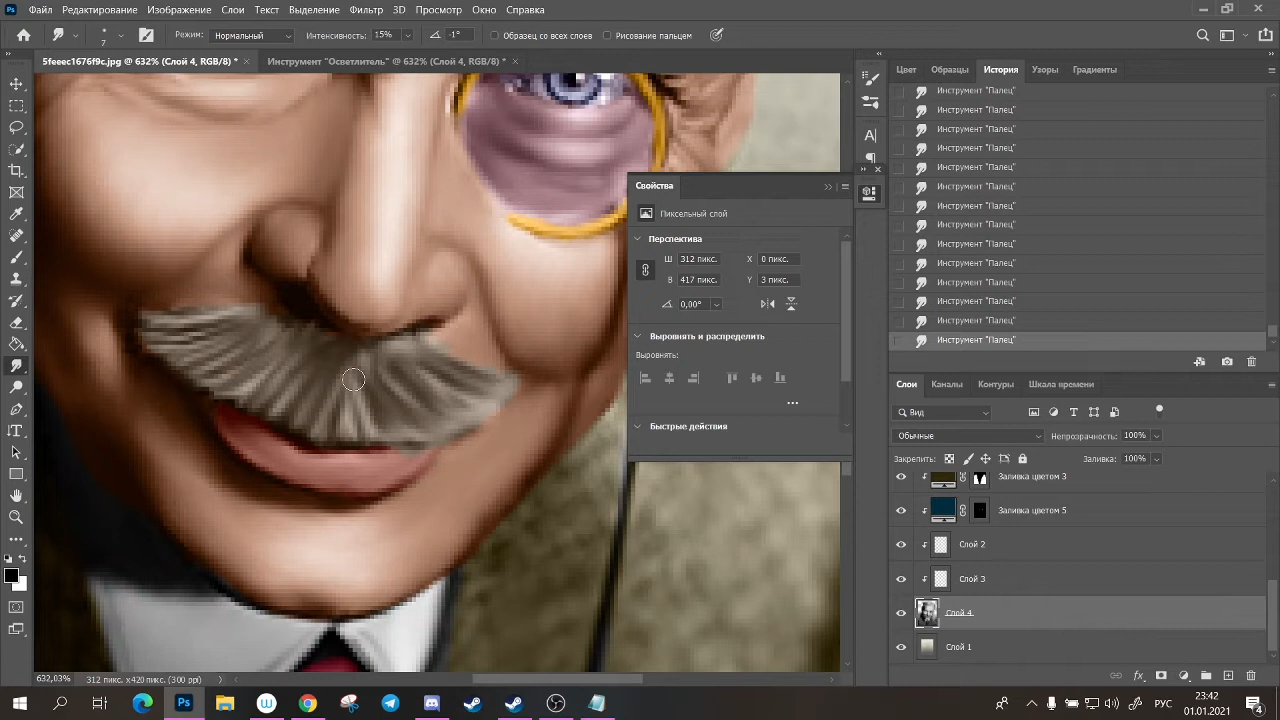 Файл Редактирование Изображение Слои Текст Выделение Фильтр 3D Просмотр Окно Справка
7 Режим: Нормальный Интенсивность: 15% -1° Образец со всех слоев Рисование пальцем
5feeec1676f9c.jpg @ 632% (Слой 4, RGB/8) * Инструмент "Осветлитель" @ 632% (RGB/8) *
Цвет Образцы История Узоры Градиенты
Инструмент "Палец"
Инструмент "Палец"
Инструмент "Палец"
Инструмент "Палец"
Инструмент "Палец"
Инструмент "Палец"
Инструмент "Палец"
Инструмент "Палец"
Инструмент "Палец"
Инструмент "Палец"
Инструмент "Палец"
Инструмент "Палец"
Инструмент "Палец"
Инструмент "Палец"
Свойства
Пиксельный слой
Перспектива
Ш 312 пикс. X 0 пикс.
В 417 пикс. Y 3 пикс.
0,00°
Выровнять и распределить
Выровнять:
Быстрые действия
Слои Каналы Контуры Шкала времени
Вид
Обычные Непрозрачность: 100%
Закрепить: Заливка: 100%
Заливка цветом 3
Заливка цветом 5
Слой 2
Слой 3
Слой 4
Слой 1
632,03% 312 пикс. x 420 пикс. (300 ppi)
Ps
РУС 23:42
01.01.2021 4